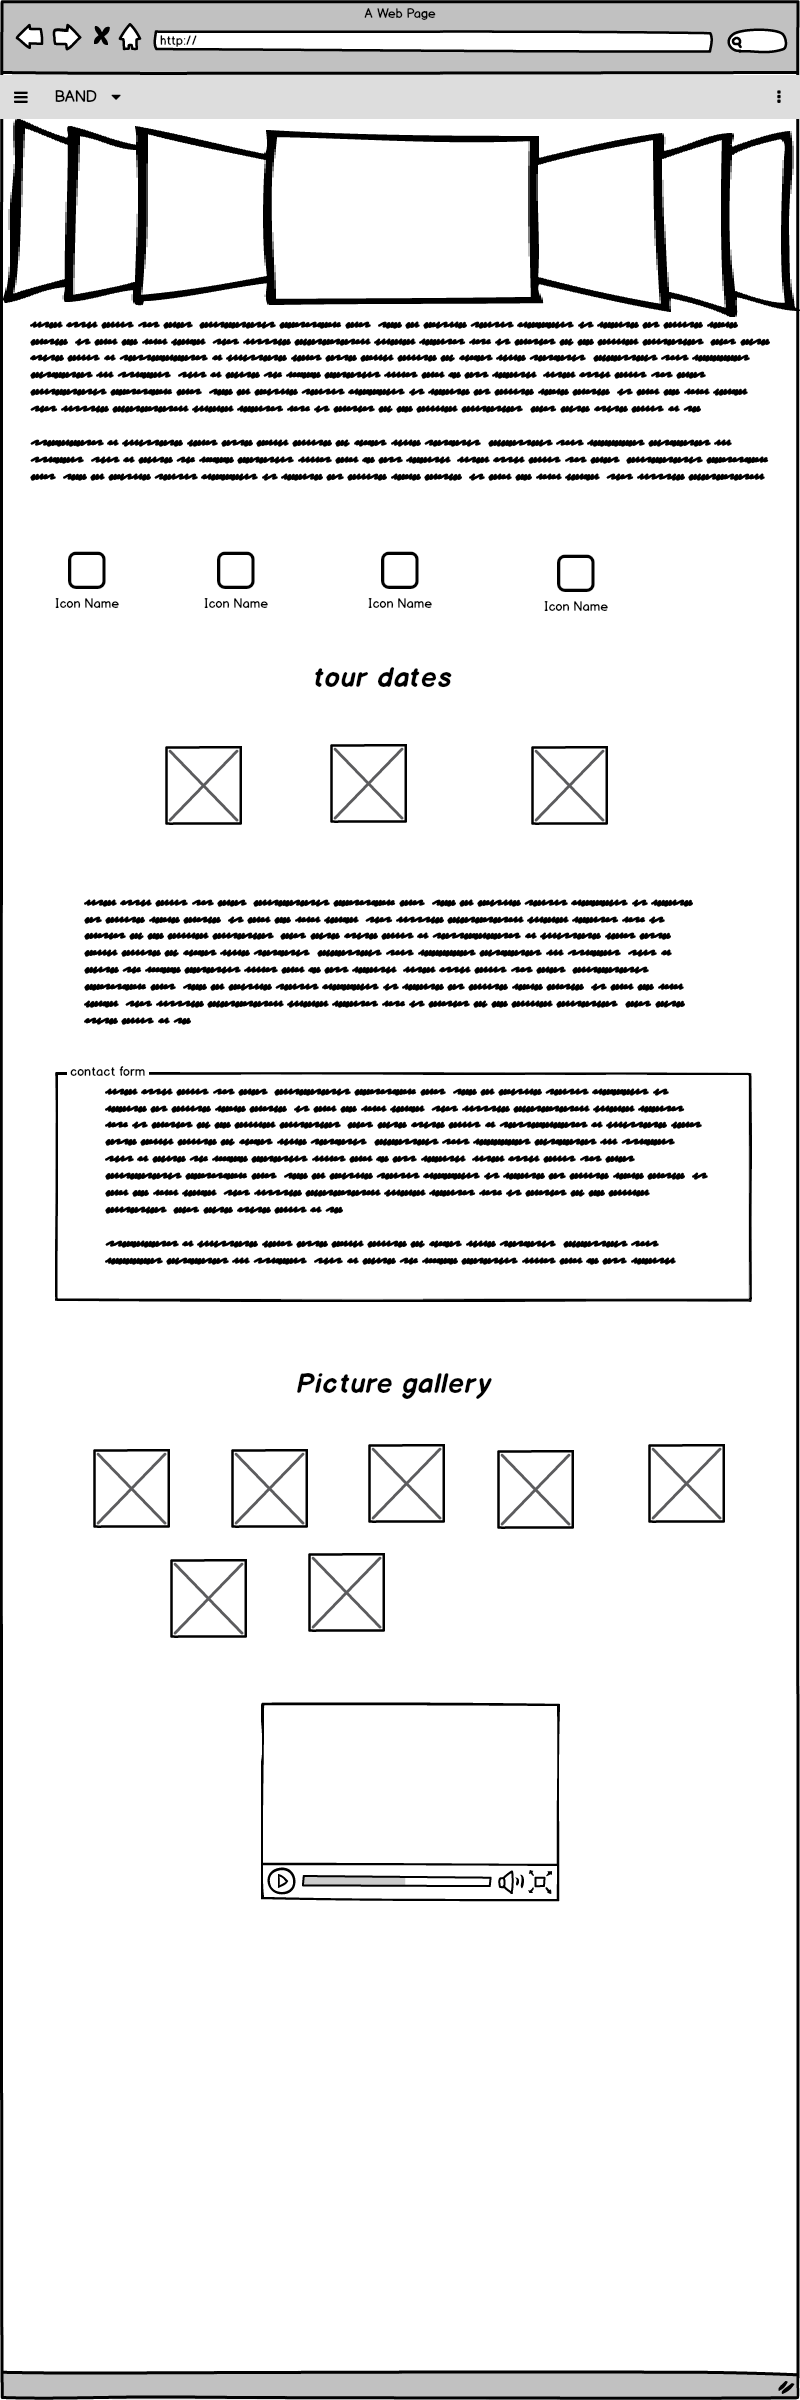 A Web Page
http://
BAND
Icon Name
Icon Name
Icon Name
Icon Name
tour dates
contact form
Picture gallery